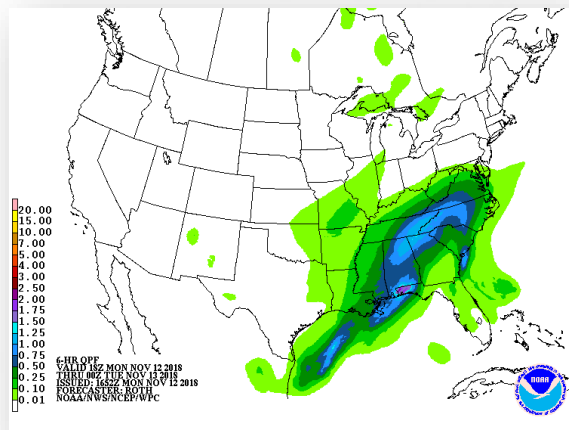 20.00
15.00
10.00
7.00
5.00
4.00
3.00
2.50
2.00
1.75
1.50
1.25
1.00
0.75
0.50
0.25
0.10
0.01
6-HR QPF
VALID 18Z MON NOV 12 2018
THRU 00Z TUE NOV 13 2018
ISSUED: 1652Z MON NOV 12 2018
FORECASTER: ROTH
NOAA/NWS/NCEP/WPC
NOAA